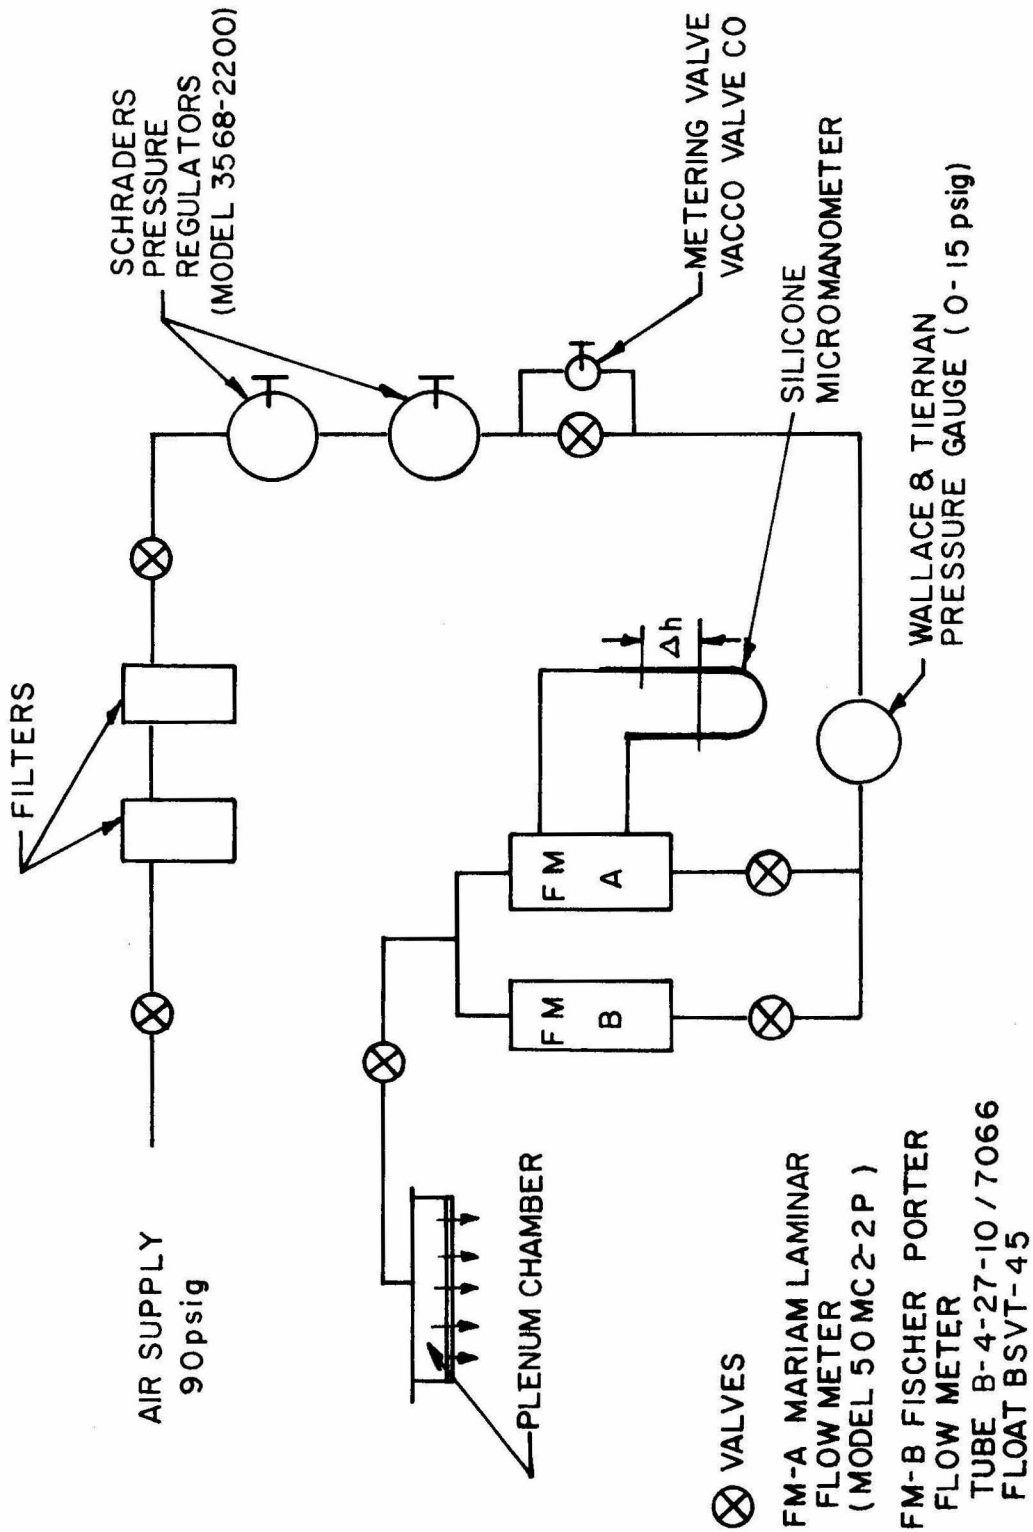 AIR SUPPLY
90psig
FILTERS
SCHRADERS
PRESSURE
REGULATORS
(MODEL 3568-2200)
METERING VALVE
VACCO VALVE CO
SILICONE
MICROMANOMETER
Δh
WALLACE & TIERNAN
PRESSURE GAUGE (0-15 psig)
FM
A
FM
B
PLENUM CHAMBER
VALVES
FM-A MARIAM LAMINAR
FLOW METER
(MODEL 50MC2-2P)
FM-B FISCHER PORTER
FLOW METER
TUBE B-4-27-10/7066
FLOAT BSVT-45